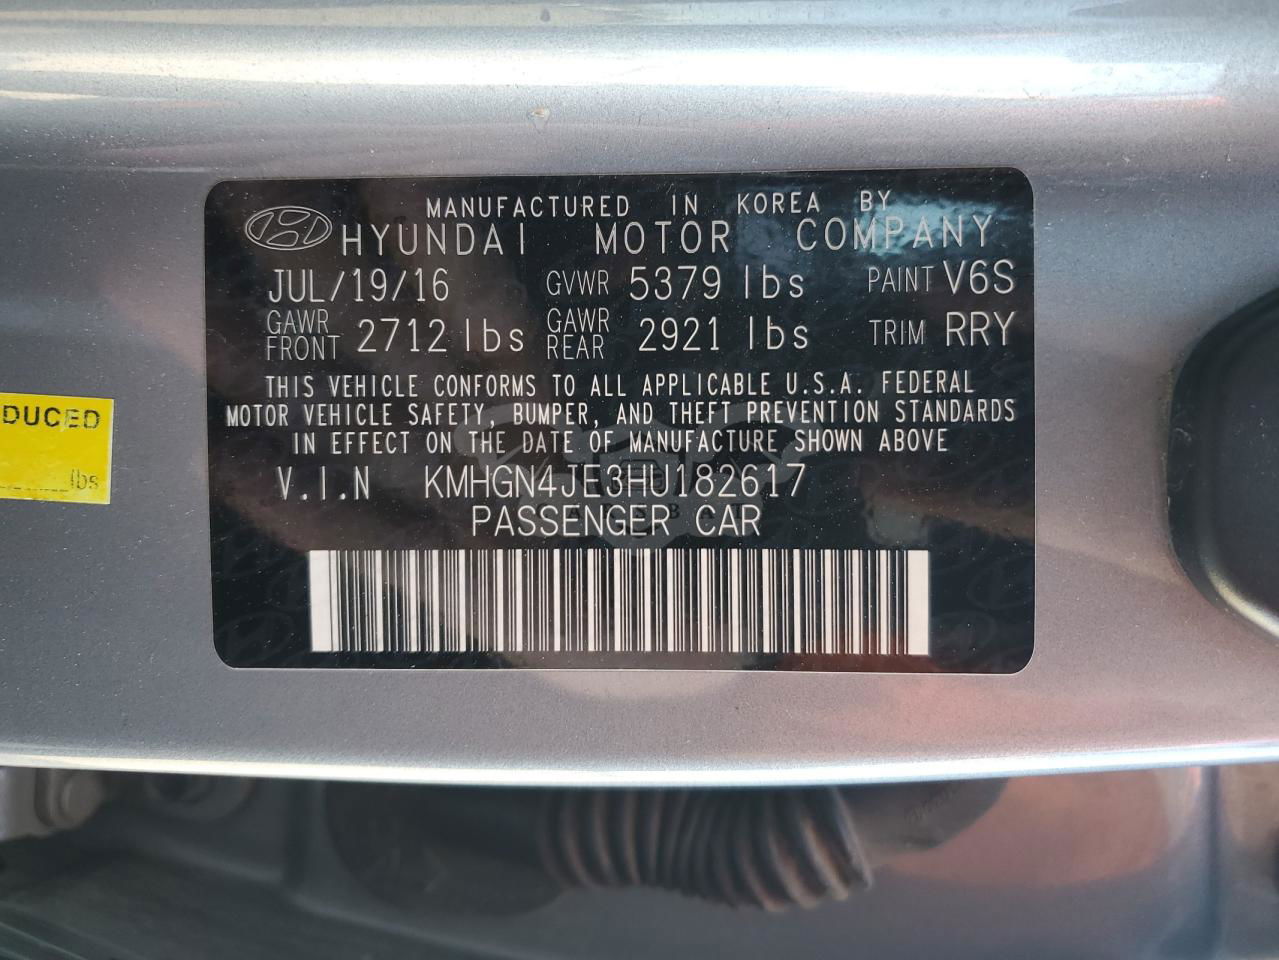 MANUFACTURED IN KOREA BY
HYUNDAI MOTOR COMPANY
JUL/19/16 GVWR 5379 lbs PAINT V6S
GAWR FRONT 2712 lbs GAWR REAR 2921 lbs TRIM RRY
THIS VEHICLE CONFORMS TO ALL APPLICABLE U.S.A. FEDERAL
MOTOR VEHICLE SAFETY, BUMPER, AND THEFT PREVENTION STANDARDS
IN EFFECT ON THE DATE OF MANUFACTURE SHOWN ABOVE
V.I.N KMHGN4JE3HU182617
PASSENGER CAR
DUCED
lbs